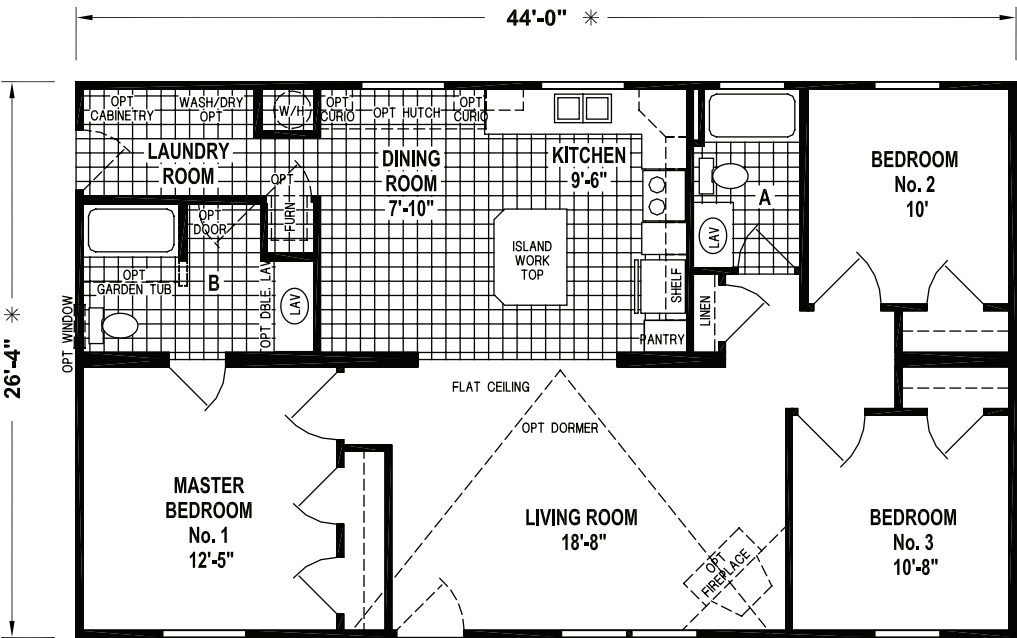 44'-0" ✳
26'-4" ✳
OPT
CABINETRY
WASH/DRY
OPT
W/H
OPT
CURIO
OPT HUTCH
OPT
CURIO
LAUNDRY
ROOM
OPT
FURN
DINING
ROOM
7'-10"
KITCHEN
9'-6"
ISLAND
WORK
TOP
SHELF
PANTRY
A
LAV
LINEN
BEDROOM
No. 2
10'
OPT
DOOR
OPT
GARDEN TUB
B
OPT DBLE LAV
LAV
OPT WINDOW
FLAT CEILING
OPT DORMER
MASTER
BEDROOM
No. 1
12'-5"
LIVING ROOM
18'-8"
OPT
FIREPLACE
BEDROOM
No. 3
10'-8"